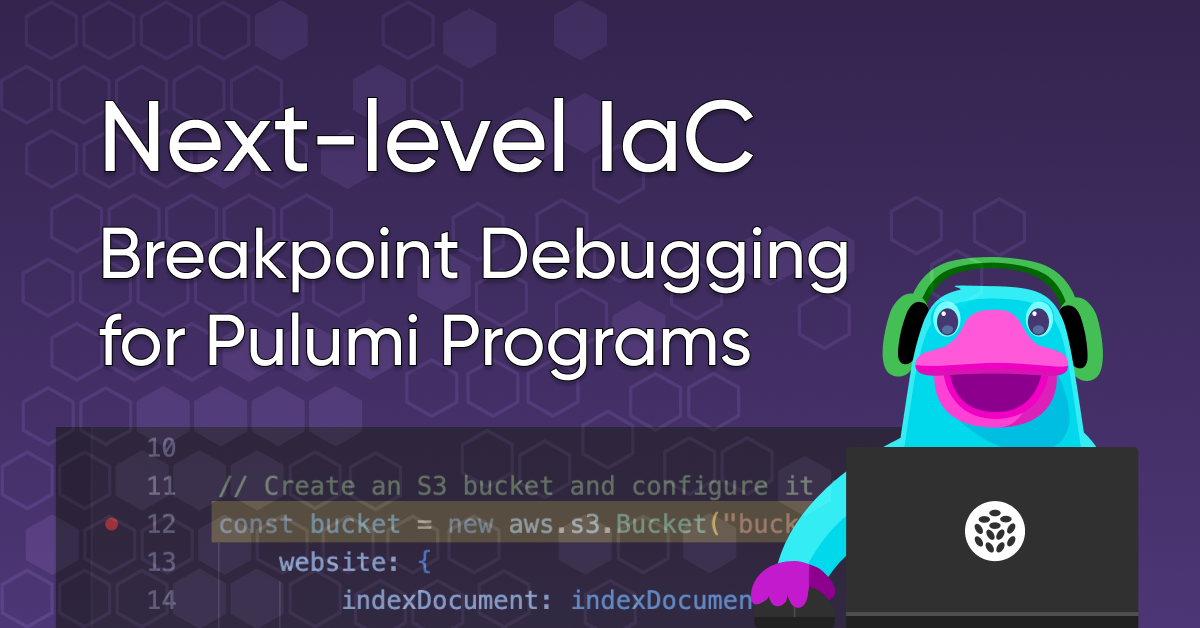 Next-level IaC
Breakpoint Debugging
for Pulumi Programs
10
11 // Create an S3 bucket and configure it
12 const bucket = new aws.s3.Bucket("buck
13 website: {
14 indexDocument: indexDocumen